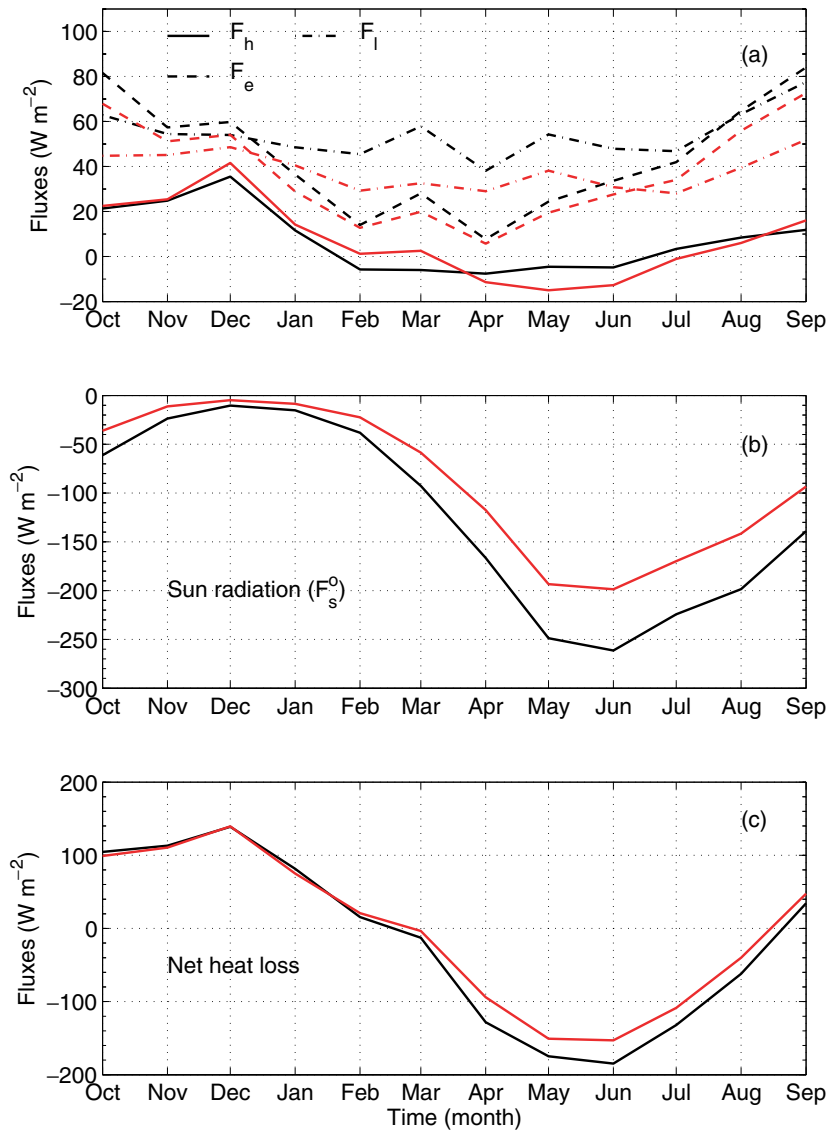 F_h F_l
F_e
(a)
Fluxes (W m⁻²)
100
80
60
40
20
0
−20
Oct Nov Dec Jan Feb Mar Apr May Jun Jul Aug Sep
(b)
Fluxes (W m⁻²)
0
−50
−100
−150
−200
−250
−300
Sun radiation (F_s^o)
Oct Nov Dec Jan Feb Mar Apr May Jun Jul Aug Sep
(c)
Fluxes (W m⁻²)
200
100
0
−100
−200
Net heat loss
Oct Nov Dec Jan Feb Mar Apr May Jun Jul Aug Sep
Time (month)